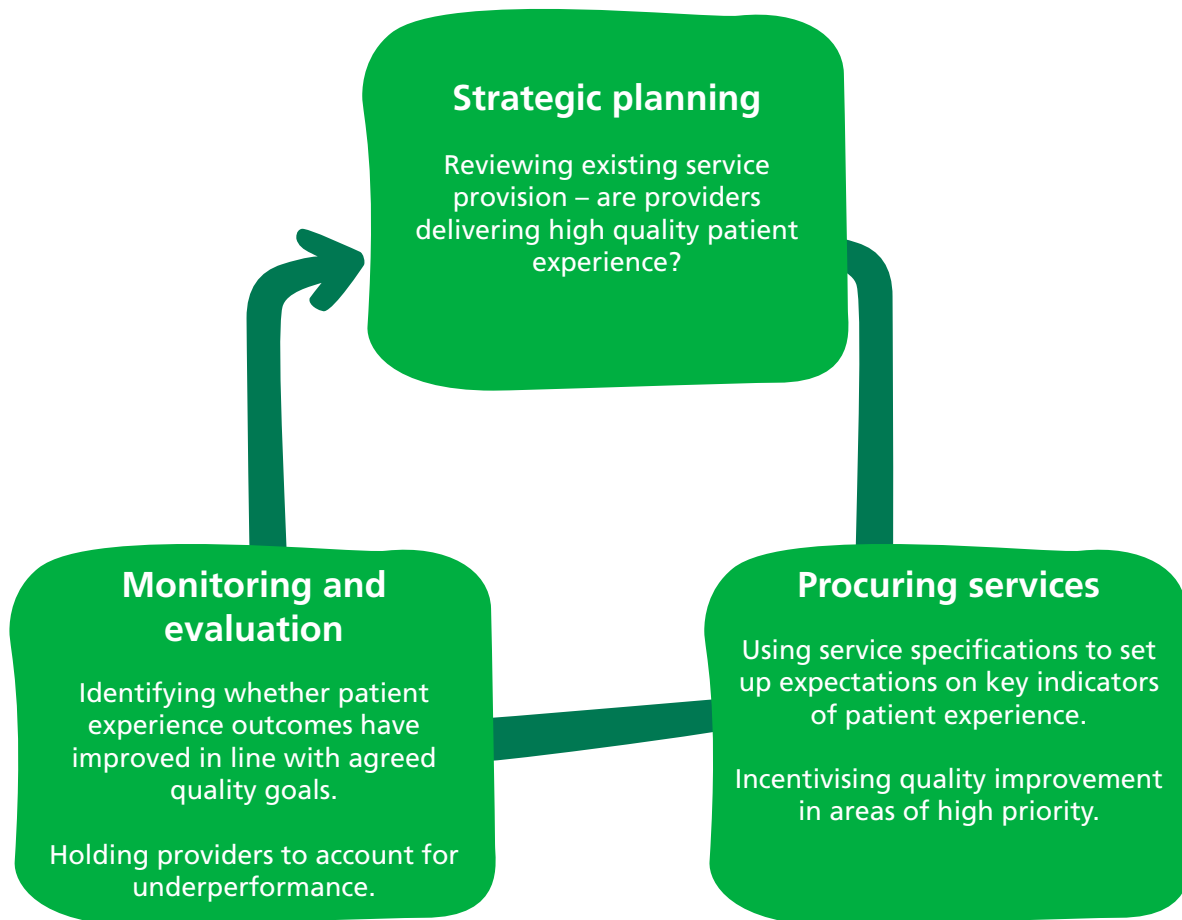 Strategic planning
Reviewing existing service
provision – are providers
delivering high quality patient
experience?
Monitoring and
evaluation
Identifying whether patient
experience outcomes have
improved in line with agreed
quality goals.
Holding providers to account for
underperformance.
Procuring services
Using service specifications to set
up expectations on key indicators
of patient experience.
Incentivising quality improvement
in areas of high priority.